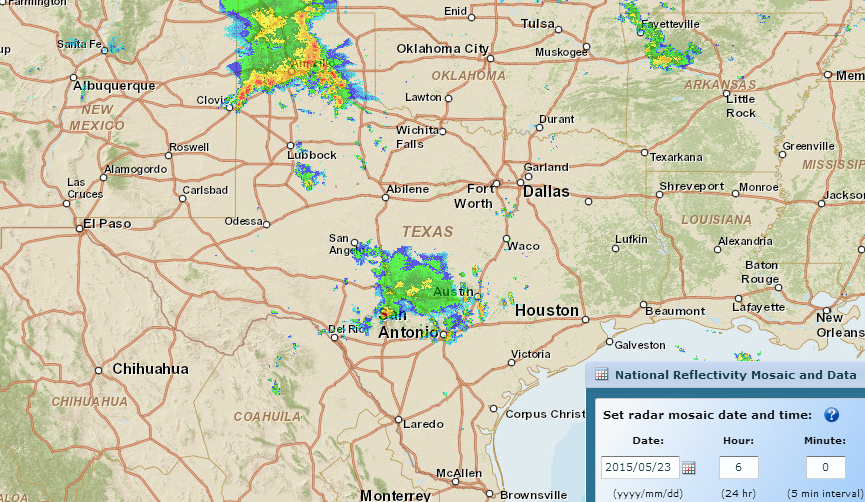 Farmington
Enid
Tulsa
Fayetteville
Santa Fe
Oklahoma City
Muskogee
up
OKLAHOMA
Albuquerque
ARKANSAS
Mem
Clovis
Lawton
Little
Rock
NEW
MEXICO
Wichita
Falls
Durant
Roswell
Lubbock
Greenville
Texarkana
MISSISSIP
Alamogordo
Garland
Las
Cruces
Carlsbad
Abilene
Fort
Worth
Dallas
Shreveport
Monroe
Jackson
El Paso
Odessa
TEXAS
LOUISIANA
San
Angelo
Waco
Lufkin
Alexandria
Baton
Rouge
Austin
San
Antonio
Houston
Beaumont
Lafayette
New
Orleans
Del Rio
Galveston
Victoria
Chihuahua
CHIHUAHUA
COAHUILA
Laredo
Corpus Christ
McAllen
Monterrey
Brownsville
ALOA
National Reflectivity Mosaic and Data
Set radar mosaic date and time: ?
Date: Hour: Minute:
2015/05/23 6 0
(yyyy/mm/dd) (24 hr) (5 min interval)